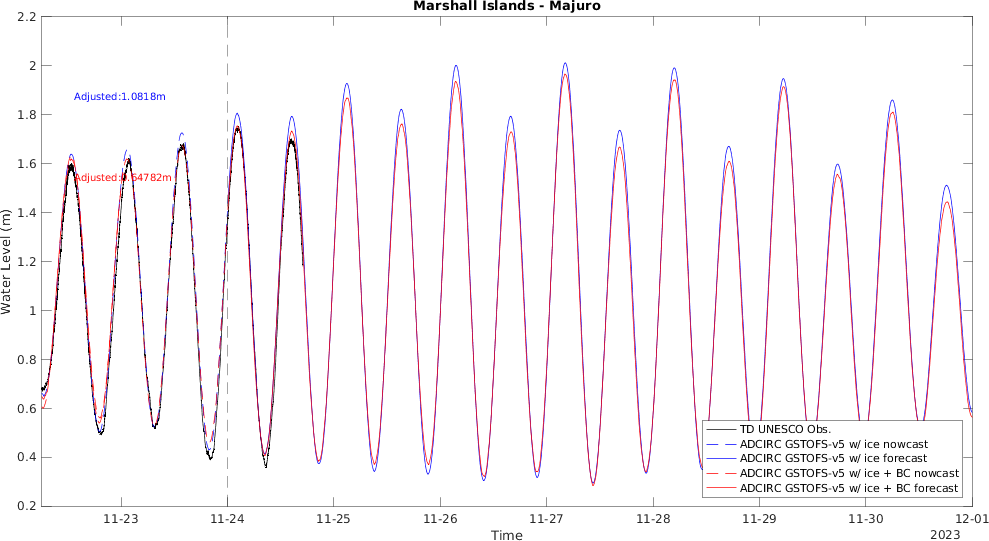 Marshall Islands - Majuro
2.2
2
1.8
1.6
1.4
1.2
1
0.8
0.6
0.4
0.2
Water Level (m)
Adjusted:1.0818m
Adjusted:0.64782m
TD UNESCO Obs.
ADCIRC GSTOFS-v5 w/ ice nowcast
ADCIRC GSTOFS-v5 w/ ice forecast
ADCIRC GSTOFS-v5 w/ ice + BC nowcast
ADCIRC GSTOFS-v5 w/ ice + BC forecast
11-23 11-24 11-25 11-26 11-27 11-28 11-29 11-30 12-01
Time
2023